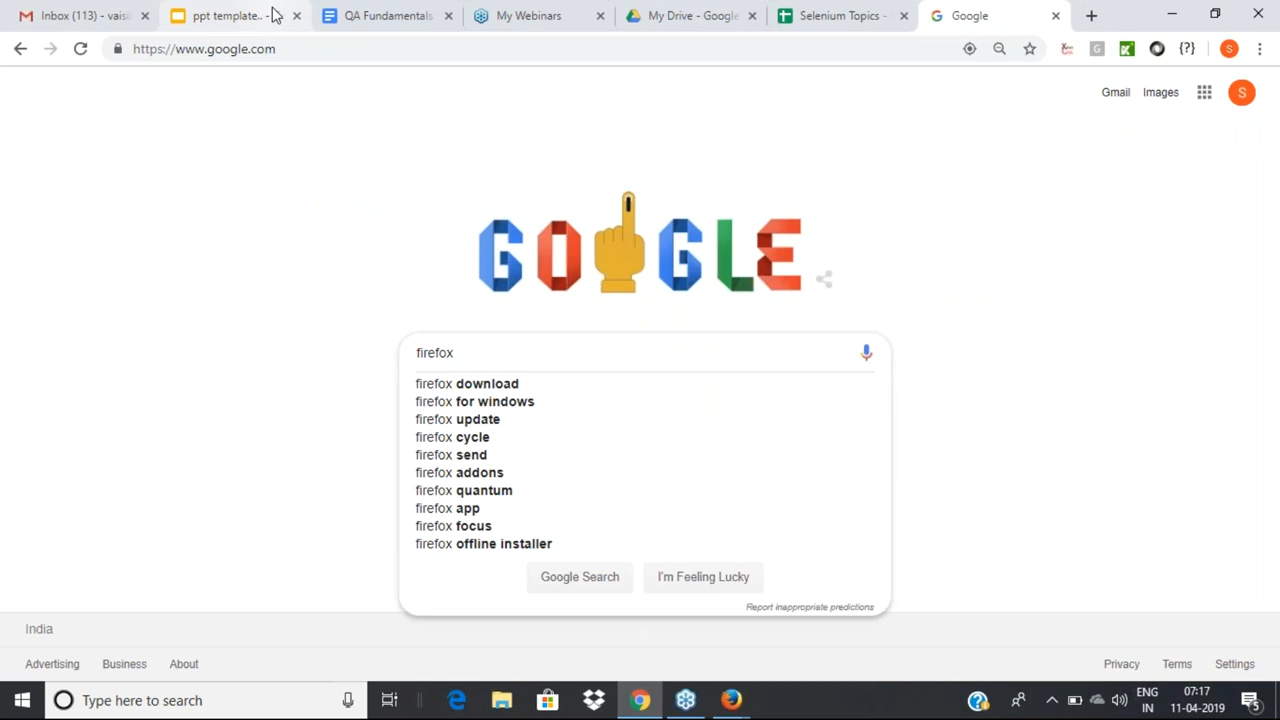 Inbox (113) - vaisi
ppt template.. -
QA Fundamentals
My Webinars
My Drive - Google
Selenium Topics -
Google
https://www.google.com
S
Gmail
Images
S
GOGLE
firefox
firefox download
firefox for windows
firefox update
firefox cycle
firefox send
firefox addons
firefox quantum
firefox app
firefox focus
firefox offline installer
Google Search
I'm Feeling Lucky
Report inappropriate predictions
India
Advertising
Business
About
Privacy
Terms
Settings
Type here to search
ENG
IN
07:17
11-04-2019
5